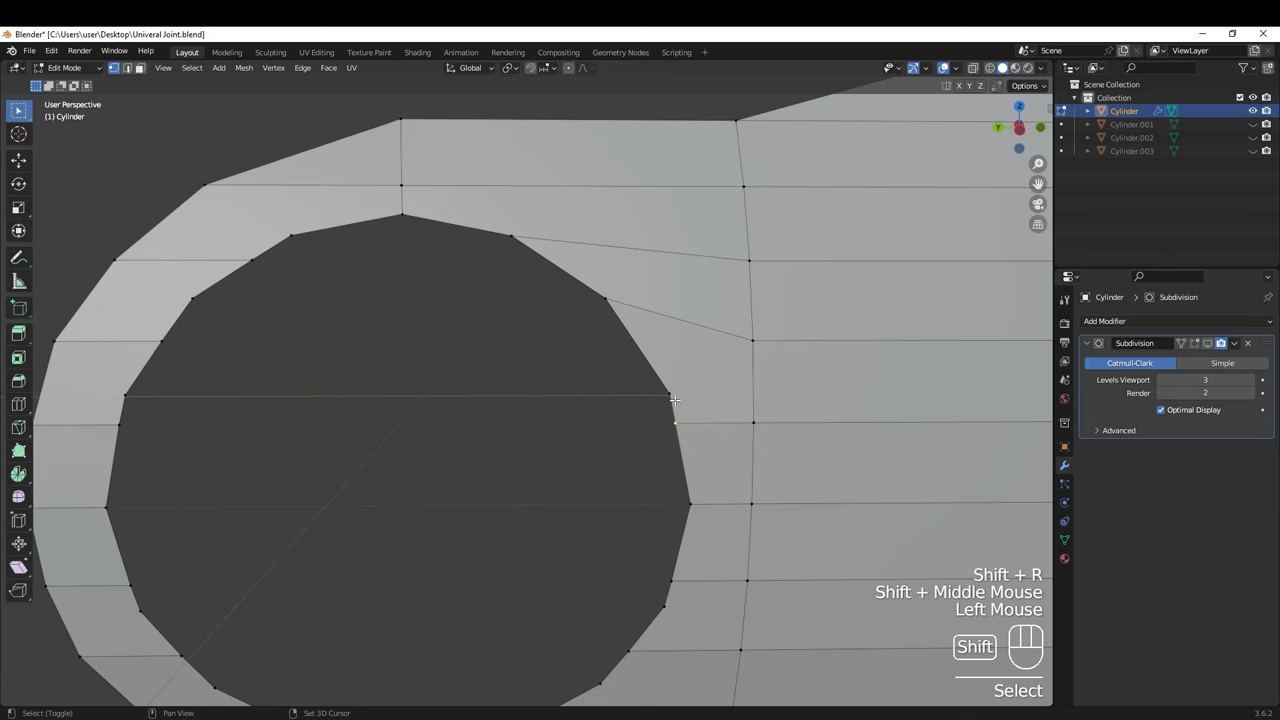 Blender* [C:\Users\user\Desktop\Univeral Joint.blend]
File Edit Render Window Help Layout Modeling Sculpting UV Editing Texture Paint Shading Animation Rendering Compositing Geometry Nodes Scripting + Scene ViewLayer
Edit Mode View Select Add Mesh Vertex Edge Face UV Global
X Y Z Options
User Perspective
(1) Cylinder
Z
Y
Scene Collection
Collection
Cylinder
Cylinder.001
Cylinder.002
Cylinder.003
Cylinder > Subdivision
Add Modifier
Subdivision
Catmull-Clark Simple
Levels Viewport 3
Render 2
Optimal Display
Advanced
Shift + R
Shift + Middle Mouse
Left Mouse
Shift
Select
Select (Toggle) Pan View Set 3D Cursor 3.6.2